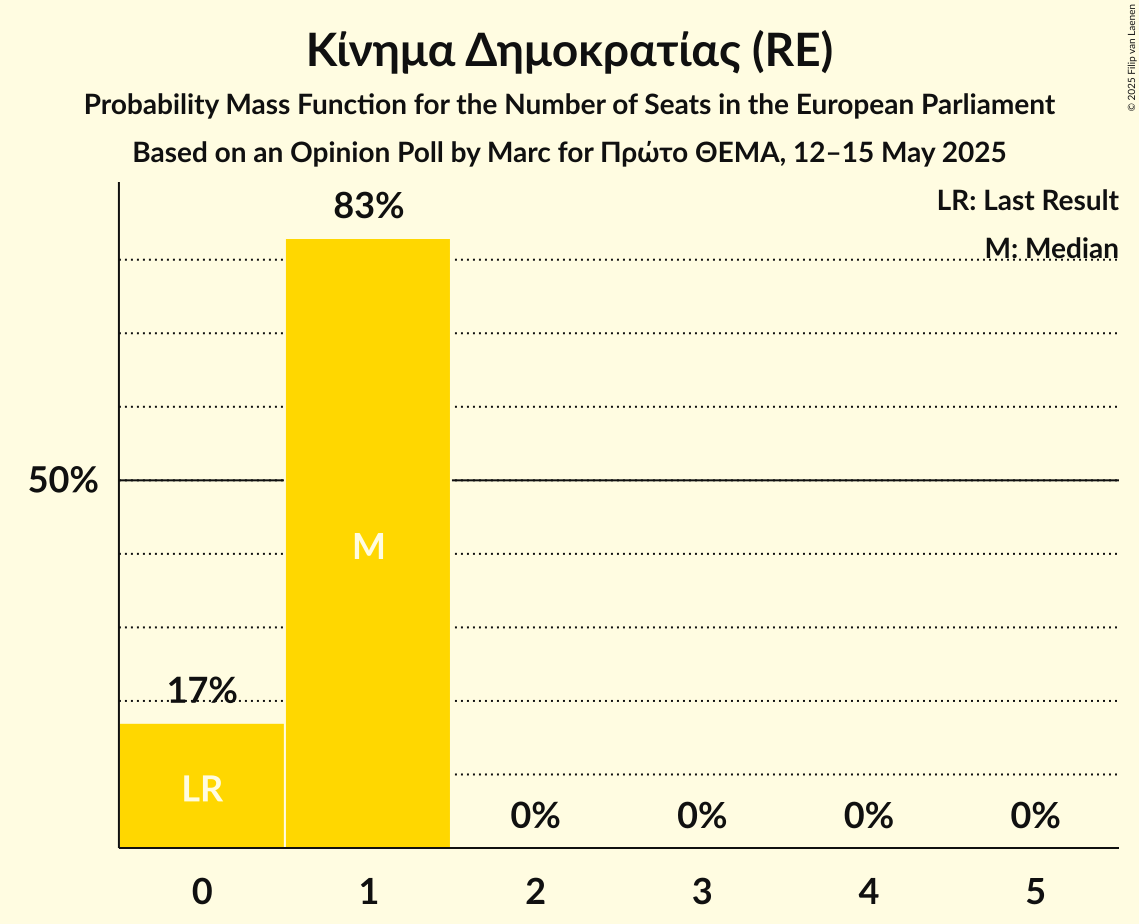 Κίνημα Δημοκρατίας (RE)
Probability Mass Function for the Number of Seats in the European Parliament
Based on an Opinion Poll by Marc for Πρώτο ΘΕΜΑ, 12–15 May 2025
© 2025 Filip van Laenen
LR: Last Result
M: Median
83%
50%
M
17%
LR
0% 0% 0% 0%
0 1 2 3 4 5